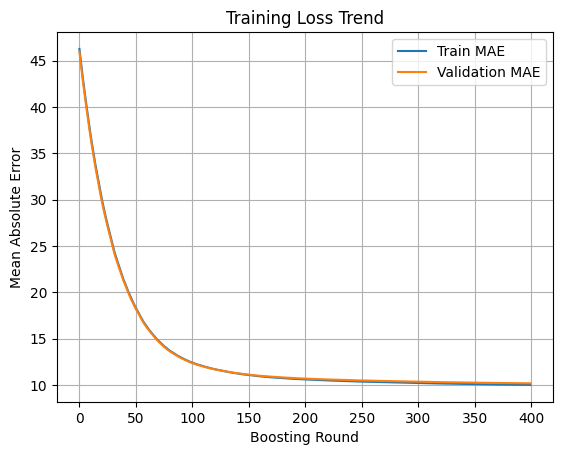 Training Loss Trend
Train MAE
Validation MAE
Mean Absolute Error
45
40
35
30
25
20
15
10
0 50 100 150 200 250 300 350 400
Boosting Round